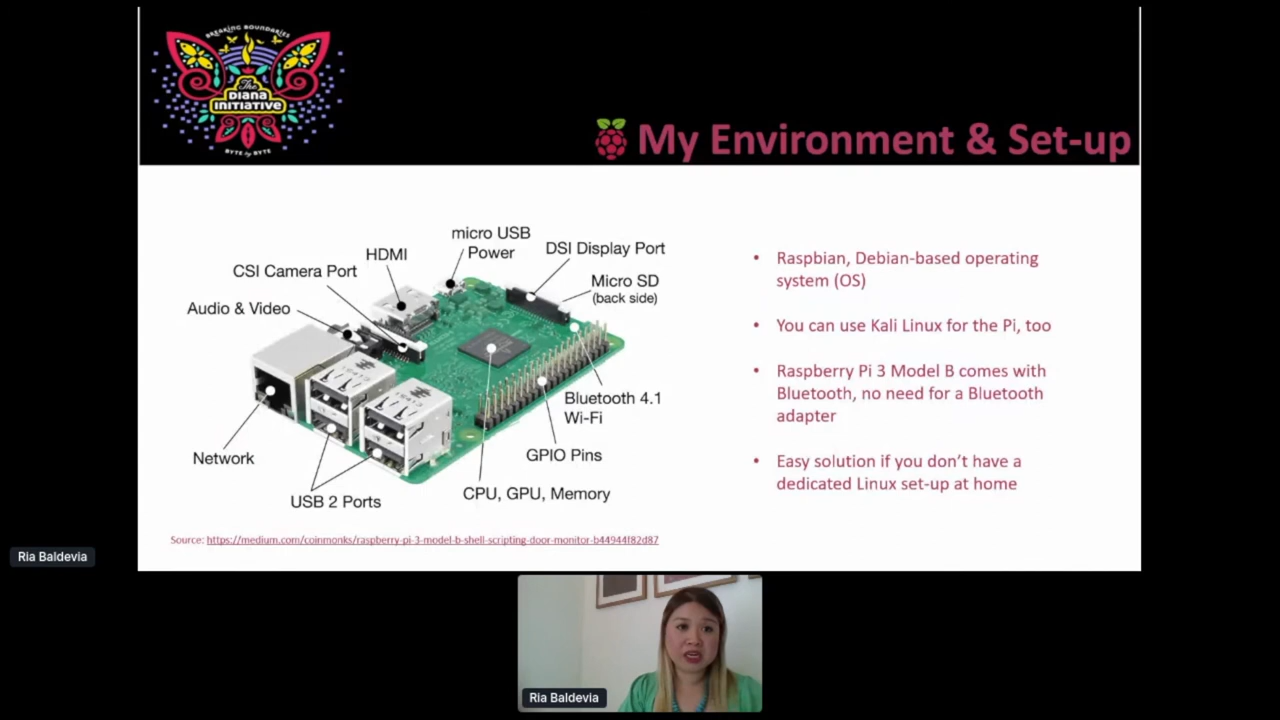 BREAKING BOUNDARIES
The
DIANA
INITIATIVE
BYTE by BYTE
My Environment & Set-up
micro USB
Power
HDMI
DSI Display Port
CSI Camera Port
Micro SD
(back side)
Audio & Video
Bluetooth 4.1
Wi-Fi
GPIO Pins
Network
CPU, GPU, Memory
USB 2 Ports
Source: https://medium.com/coinmonks/raspberry-pi-3-model-b-shell-scripting-door-monitor-b44944f82d87
• Raspbian, Debian-based operating
system (OS)
• You can use Kali Linux for the Pi, too
• Raspberry Pi 3 Model B comes with
Bluetooth, no need for a Bluetooth
adapter
• Easy solution if you don’t have a
dedicated Linux set-up at home
Ria Baldevia
Ria Baldevia